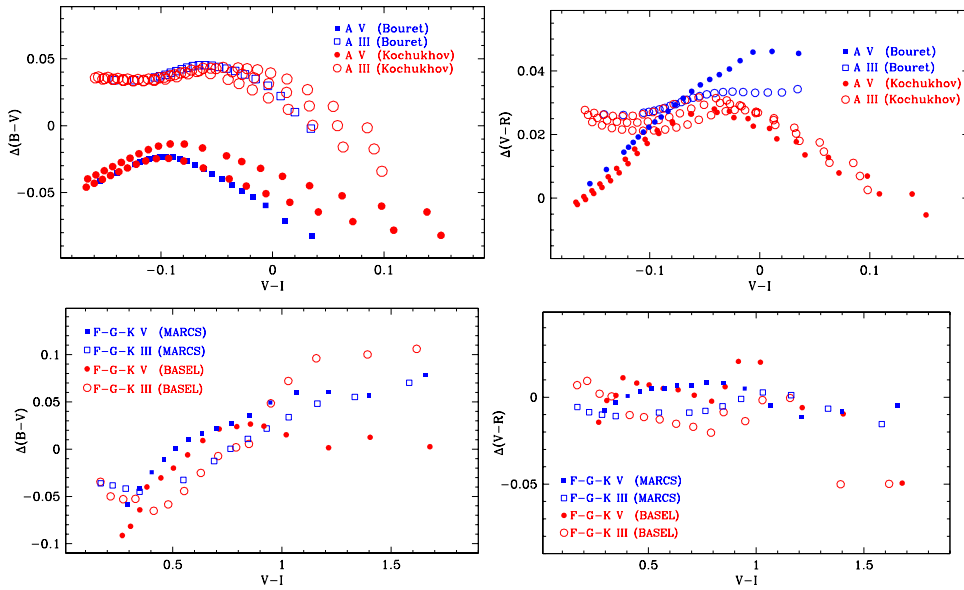 A V (Bouret)
A III (Bouret)
A V (Kochukhov)
A III (Kochukhov)
Δ(B−V)
0.05
0
−0.05
−0.1
0
0.1
V−I
A V (Bouret)
A III (Bouret)
A V (Kochukhov)
A III (Kochukhov)
Δ(V−R)
0.04
0.02
0
−0.1
0
0.1
V−I
F−G−K V (MARCS)
F−G−K III (MARCS)
F−G−K V (BASEL)
F−G−K III (BASEL)
Δ(B−V)
0.1
0.05
0
−0.05
−0.1
0.5
1
1.5
V−I
Δ(V−R)
0.05
0
−0.05
F−G−K V (MARCS)
F−G−K III (MARCS)
F−G−K V (BASEL)
F−G−K III (BASEL)
0.5
1
1.5
V−I